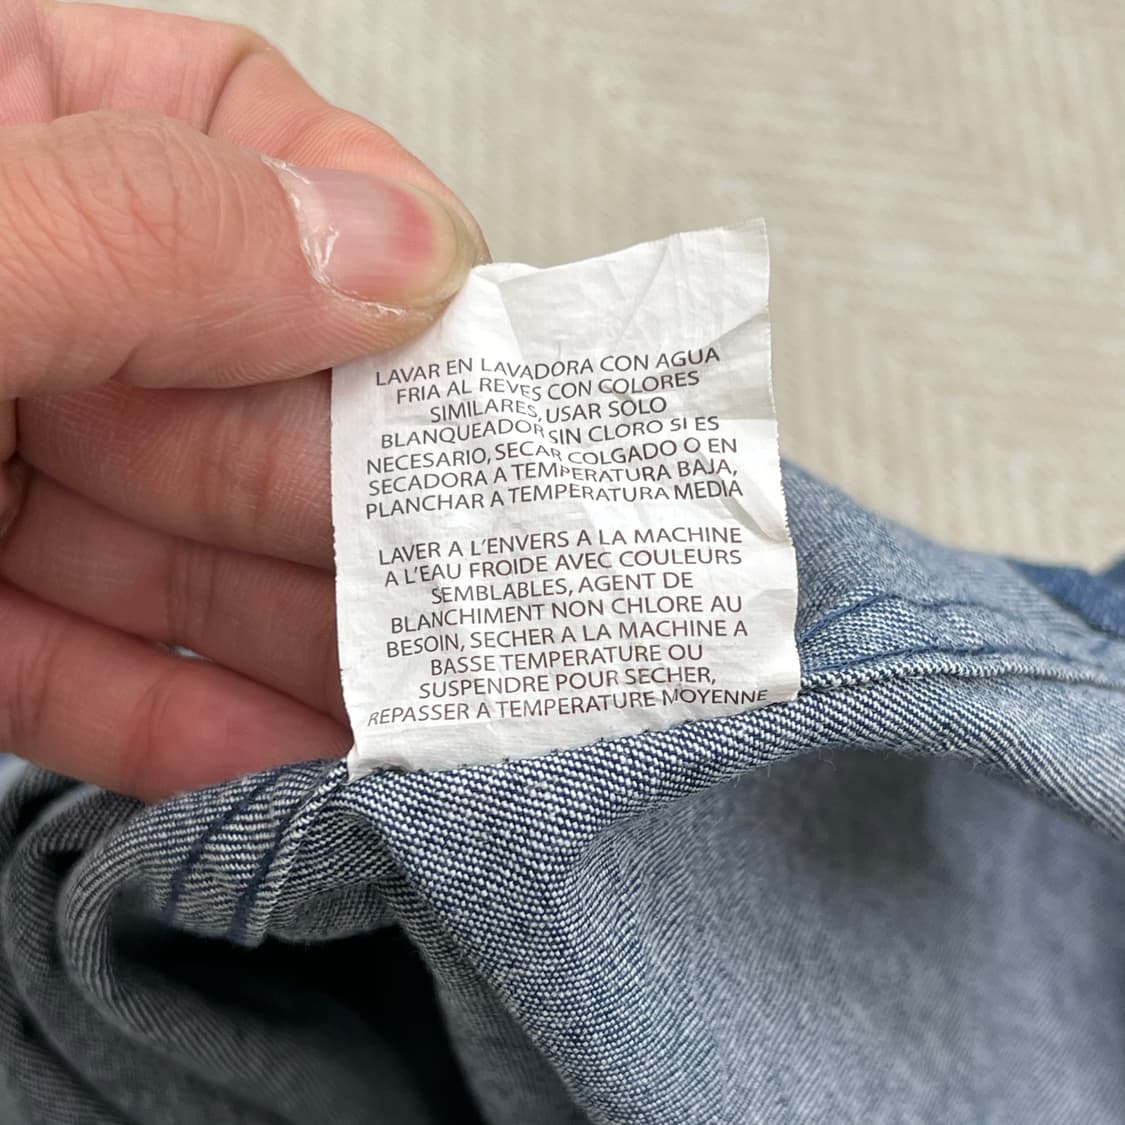 LAVAR EN LAVADORA CON AGUA
FRIA AL REVES CON COLORES
SIMILARES, USAR SOLO
BLANQUEADOR SIN CLORO SI ES
NECESARIO, SECAR COLGADO O EN
SECADORA A TEMPERATURA BAJA,
PLANCHAR A TEMPERATURA MEDIA
LAVER A L'ENVERS A LA MACHINE
A L'EAU FROIDE AVEC COULEURS
SEMBLABLES, AGENT DE
BLANCHIMENT NON CHLORE AU
BESOIN, SECHER A LA MACHINE A
BASSE TEMPERATURE OU
SUSPENDRE POUR SECHER,
REPASSER A TEMPERATURE MOYENNE